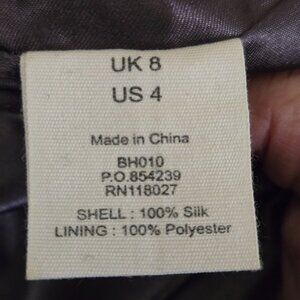 UK 8
US 4
Made in China
BH010
P.O.854239
RN118027
SHELL : 100% Silk
LINING : 100% Polyester